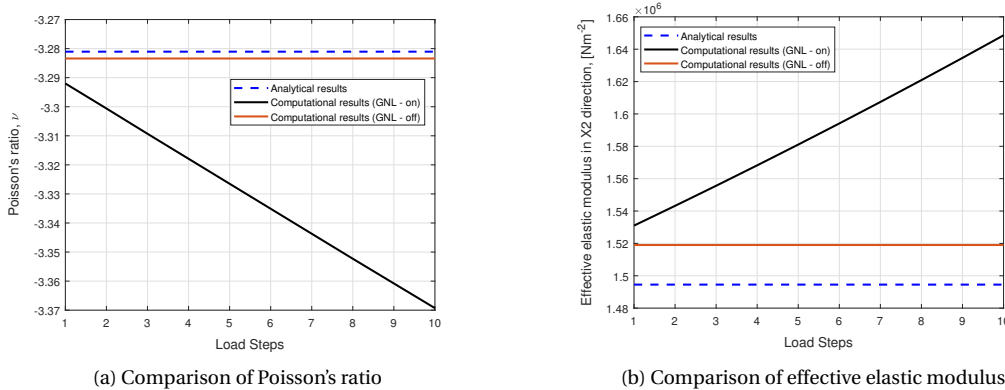 -3.27
-3.28
-3.29
-3.3
-3.31
-3.32
-3.33
-3.34
-3.35
-3.36
-3.37
Poisson's ratio, ν
Analytical results
Computational results (GNL - on)
Computational results (GNL - off)
1 2 3 4 5 6 7 8 9 10
Load Steps
(a) Comparison of Poisson's ratio
×10⁶
1.66
1.64
1.62
1.6
1.58
1.56
1.54
1.52
1.5
1.48
Effective elastic modulus in X2 direction, [Nm⁻²]
Analytical results
Computational results (GNL - on)
Computational results (GNL - off)
1 2 3 4 5 6 7 8 9 10
Load Steps
(b) Comparison of effective elastic modulus